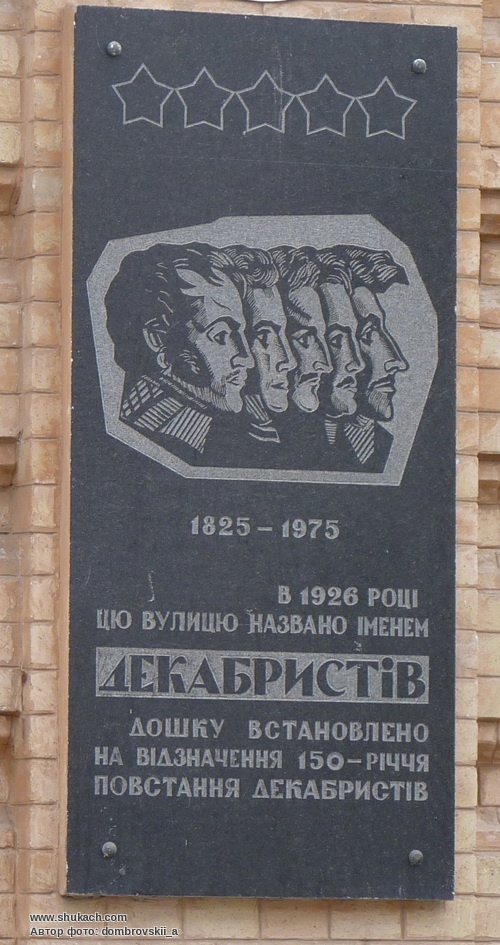 1825 – 1975
В 1926 РОЦІ
ЦЮ ВУЛИЦЮ НАЗВАНО ІМЕНЕМ
ДЕКАБРИСТІВ
ДОШКУ ВСТАНОВЛЕНО
НА ВІДЗНАЧЕННЯ 150-РІЧЧЯ
ПОВСТАННЯ ДЕКАБРИСТІВ
www.shukach.com
Автор фото: dombrovskii_a